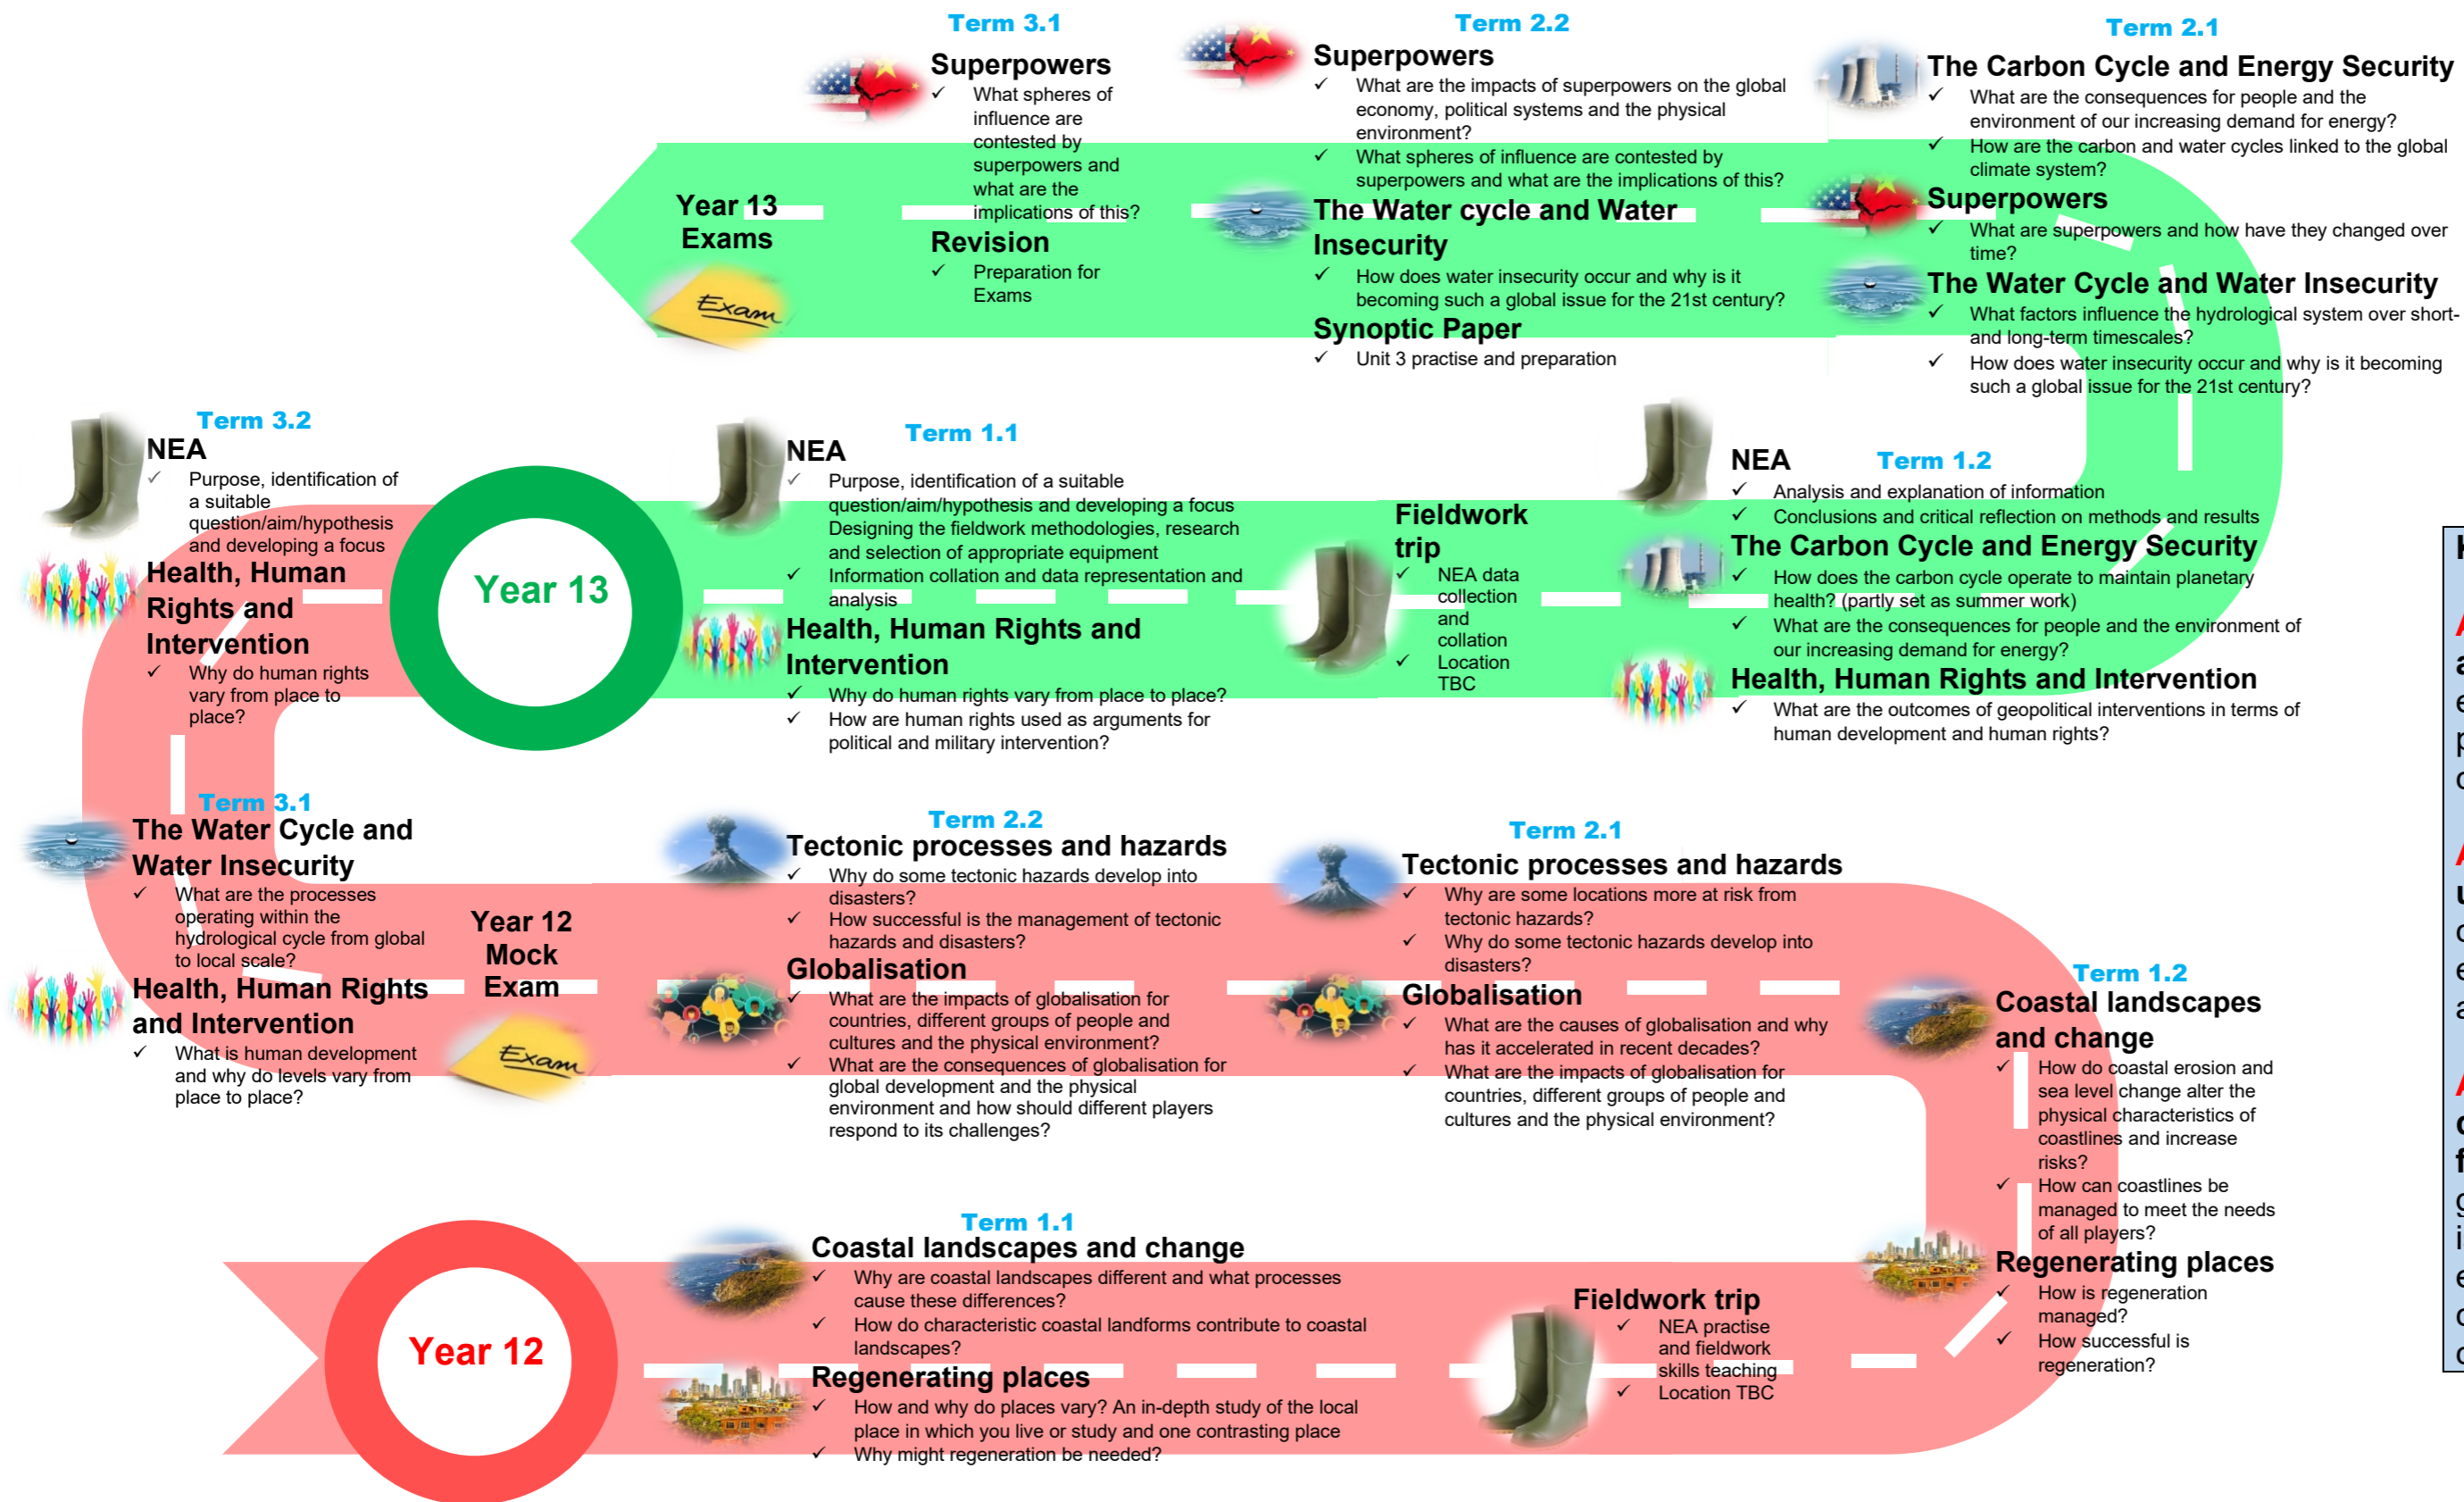 Term 3.1
Superpowers
✓ What spheres of
influence are
contested by
superpowers and
what are the
implications of this?
Revision
✓ Preparation for
Exams
Year 13
Exams
Exam
Term 2.2
Superpowers
✓ What are the impacts of superpowers on the global
economy, political systems and the physical
environment?
✓ What spheres of influence are contested by
superpowers and what are the implications of this?
The Water cycle and Water
Insecurity
✓ How does water insecurity occur and why is it
becoming such a global issue for the 21st century?
Synoptic Paper
✓ Unit 3 practise and preparation
Term 2.1
The Carbon Cycle and Energy Security
✓ What are the consequences for people and the
environment of our increasing demand for energy?
✓ How are the carbon and water cycles linked to the global
climate system?
Superpowers
✓ What are superpowers and how have they changed over
time?
The Water Cycle and Water Insecurity
✓ What factors influence the hydrological system over short-
and long-term timescales?
✓ How does water insecurity occur and why is it becoming
such a global issue for the 21st century?
Term 3.2
NEA
✓ Purpose, identification of
a suitable
question/aim/hypothesis
and developing a focus
Health, Human
Rights and
Intervention
✓ Why do human rights
vary from place to
place?
Year 13
Term 1.1
NEA
✓ Purpose, identification of a suitable
question/aim/hypothesis and developing a focus
Designing the fieldwork methodologies, research
and selection of appropriate equipment
✓ Information collation and data representation and
analysis
Health, Human Rights and
Intervention
✓ Why do human rights vary from place to place?
✓ How are human rights used as arguments for
political and military intervention?
Fieldwork
trip
✓ NEA data
collection
and
collation
✓ Location
TBC
Term 1.2
NEA
✓ Analysis and explanation of information
✓ Conclusions and critical reflection on methods and results
The Carbon Cycle and Energy Security
✓ How does the carbon cycle operate to maintain planetary
health? (partly set as summer work)
✓ What are the consequences for people and the environment of
our increasing demand for energy?
Health, Human Rights and Intervention
✓ What are the outcomes of geopolitical interventions in terms of
human development and human rights?
Term 3.1
The Water Cycle and
Water Insecurity
✓ What are the processes
operating within the
hydrological cycle from global
to local scale?
Health, Human Rights
and Intervention
✓ What is human development
and why do levels vary from
place to place?
Year 12
Mock
Exam
Exam
Term 2.2
Tectonic processes and hazards
✓ Why do some tectonic hazards develop into
disasters?
✓ How successful is the management of tectonic
hazards and disasters?
Globalisation
✓ What are the impacts of globalisation for
countries, different groups of people and
cultures and the physical environment?
✓ What are the consequences of globalisation for
global development and the physical
environment and how should different players
respond to its challenges?
Term 2.1
Tectonic processes and hazards
✓ Why are some locations more at risk from
tectonic hazards?
✓ Why do some tectonic hazards develop into
disasters?
Globalisation
✓ What are the causes of globalisation and why
has it accelerated in recent decades?
✓ What are the impacts of globalisation for
countries, different groups of people and
cultures and the physical environment?
Term 1.2
Coastal landscapes
and change
✓ How do coastal erosion and
sea level change alter the
physical characteristics of
coastlines and increase
risks?
✓ How can coastlines be
managed to meet the needs
of all players?
Regenerating places
✓ How is regeneration
managed?
✓ How successful is
regeneration?
Year 12
Term 1.1
Coastal landscapes and change
✓ Why are coastal landscapes different and what processes
cause these differences?
✓ How do characteristic coastal landforms contribute to coastal
landscapes?
Regenerating places
✓ How and why do places vary? An in-depth study of the local
place in which you live or study and one contrasting place
✓ Why might regeneration be needed?
Fieldwork trip
✓ NEA practise
and fieldwork
skills teaching
✓ Location TBC